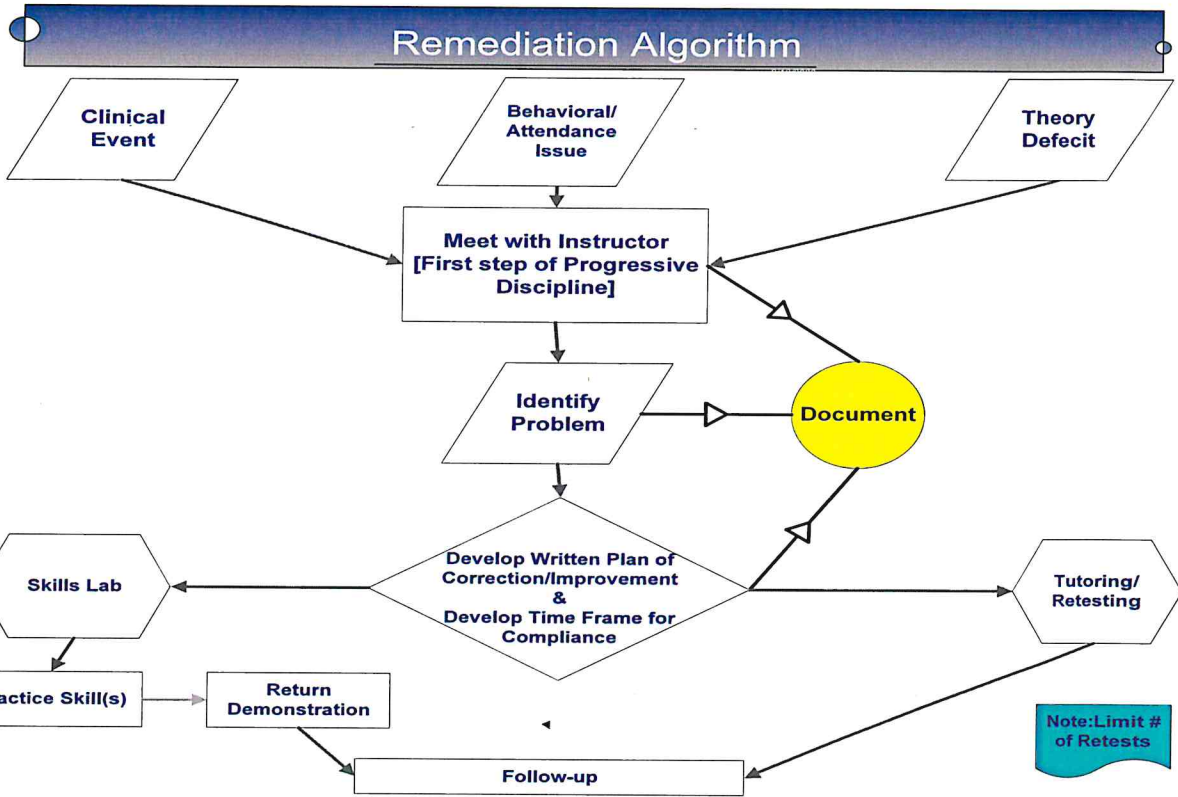 Remediation Algorithm
Clinical
Event
Behavioral/
Attendance
Issue
Theory
Defecit
Meet with Instructor
[First step of Progressive
Discipline]
Identify
Problem
Document
Develop Written Plan of
Correction/Improvement
&
Develop Time Frame for
Compliance
Skills Lab
Tutoring/
Retesting
actice Skill(s)
Return
Demonstration
Note:Limit #
of Retests
Follow-up